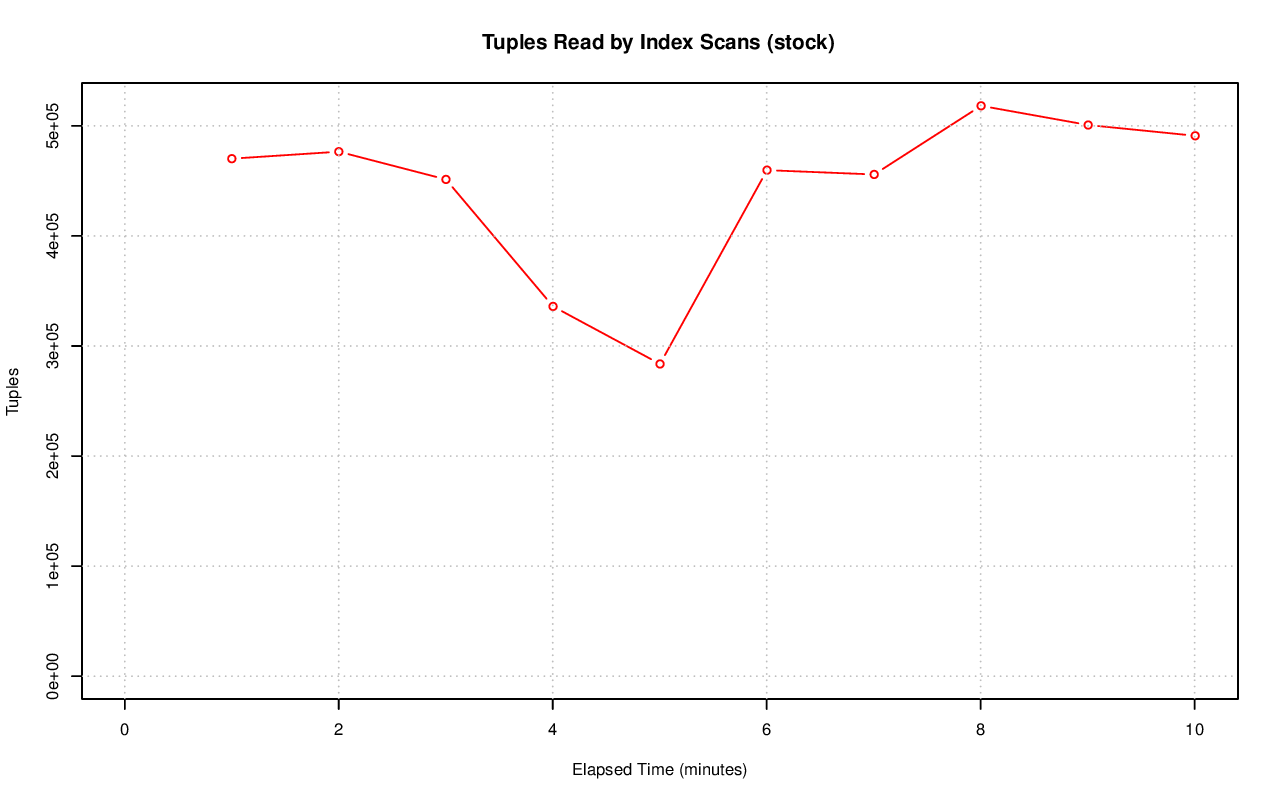 Tuples Read by Index Scans (stock)
5e+05
4e+05
3e+05
2e+05
1e+05
0e+00
Tuples
0 2 4 6 8 10
Elapsed Time (minutes)